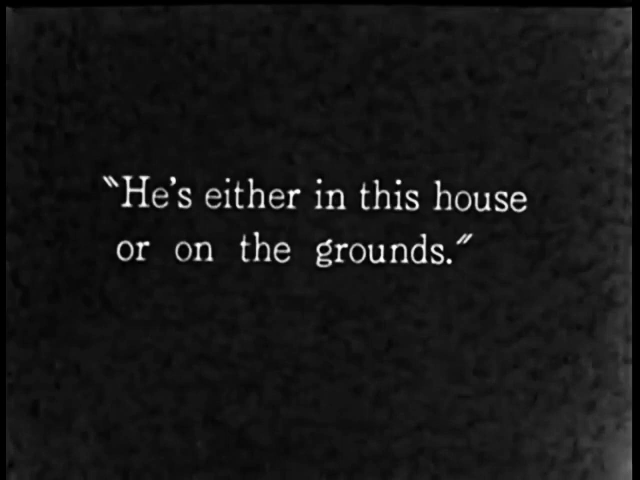 "He's either in this house
or on the grounds."